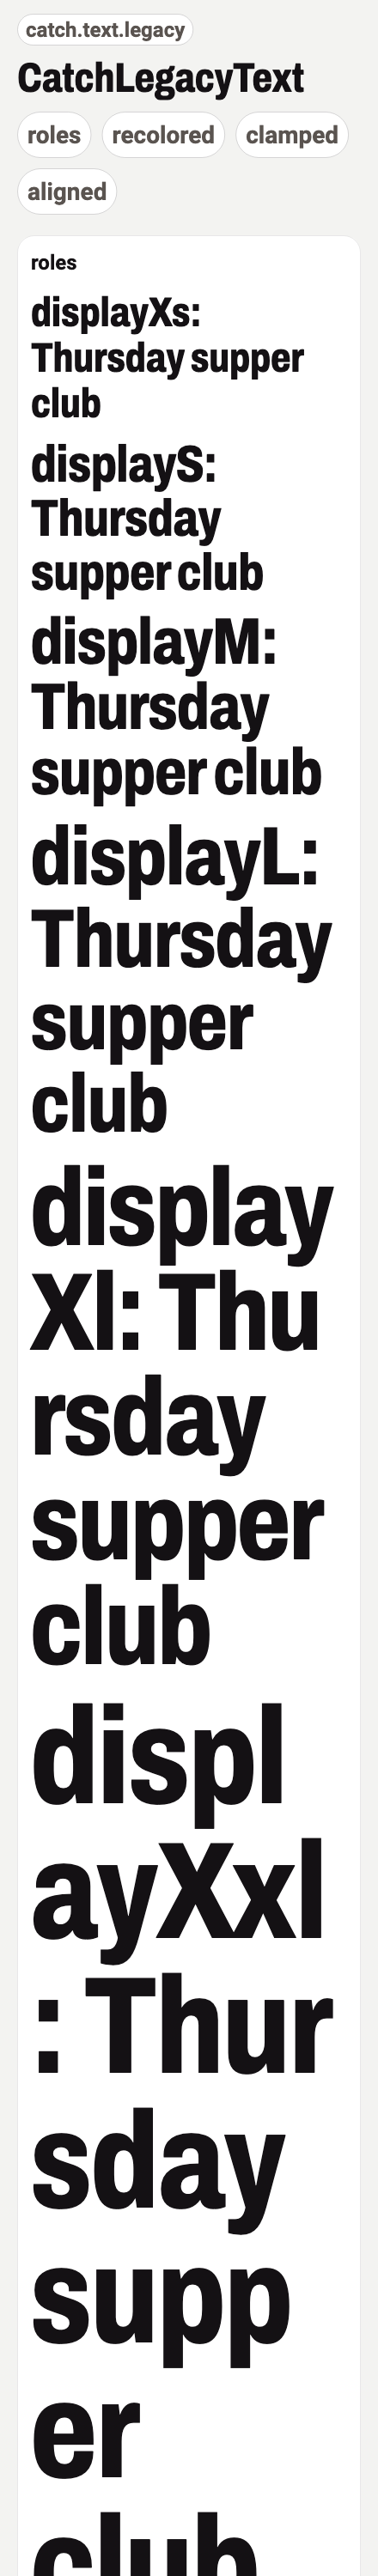 catch.text.legacy
CatchLegacyText
roles recolored clamped
aligned
roles
displayXs:
Thursday supper
club
displayS:
Thursday
supper club
displayM:
Thursday
supper club
displayL:
Thursday
supper
club
display
Xl: Thu
rsday
supper
club
displ
ayXxl
: Thur
sday
supp
er
club